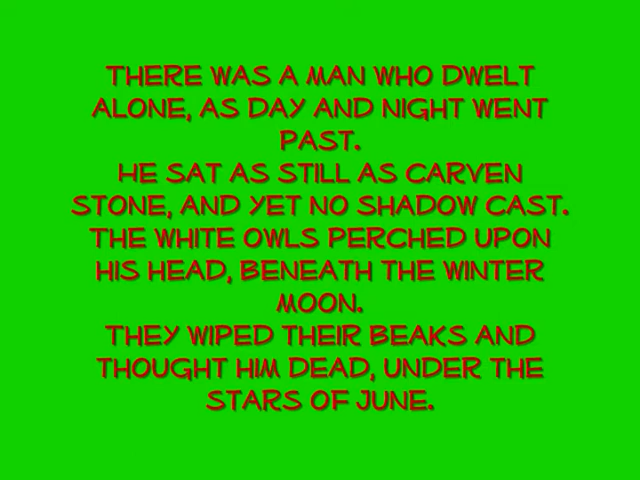 THERE WAS A MAN WHO DWELT
ALONE, AS DAY AND NIGHT WENT
PAST.
HE SAT AS STILL AS CARVEN
STONE, AND YET NO SHADOW CAST.
THE WHITE OWLS PERCHED UPON
HIS HEAD, BENEATH THE WINTER
MOON.
THEY WIPED THEIR BEAKS AND
THOUGHT HIM DEAD, UNDER THE
STARS OF JUNE.